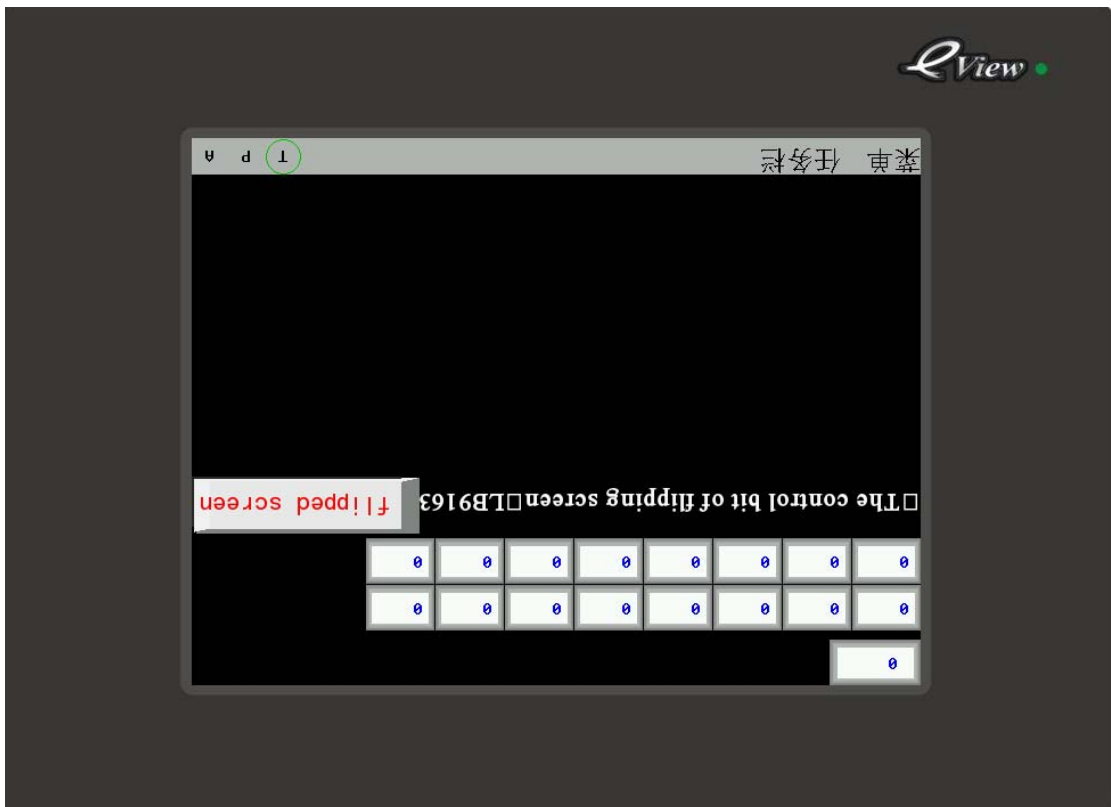 eView
0
0 0 0 0 0 0 0 0
0 0 0 0 0 0 0 0
□The control bit of flipping screen□LB9163 flipped screen
菜单 任务栏 T P A